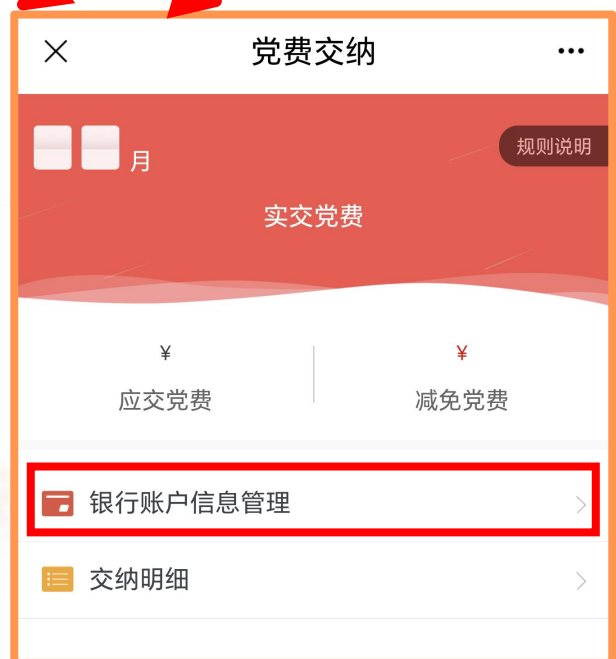 党费交纳
月
规则说明
实交党费
¥ ¥
应交党费 减免党费
银行账户信息管理
交纳明细